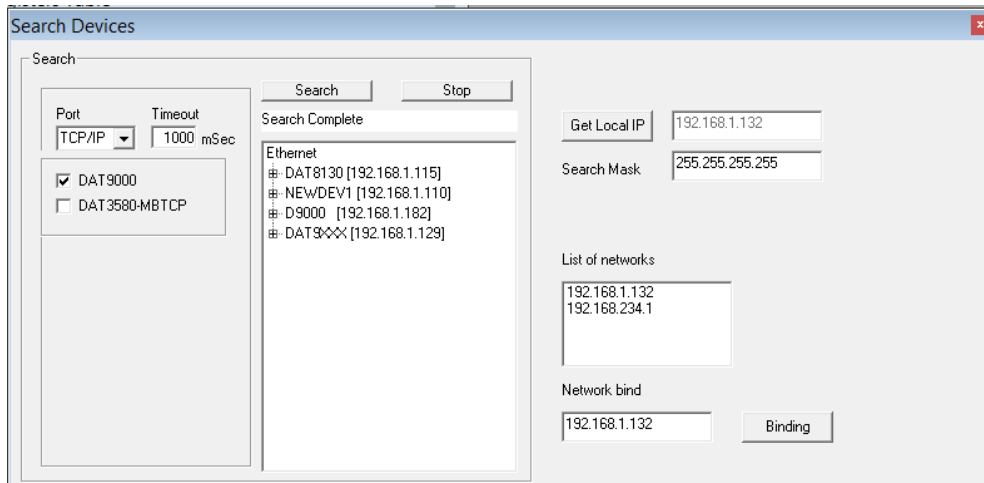 Search Devices
x
Search
Port
Timeout
TCP/IP
1000 mSec
DAT9000
DAT3580-MBTCP
Search
Stop
Search Complete
Ethernet
DAT8130 [192.168.1.115]
NEWDEV1 [192.168.1.110]
D9000 [192.168.1.182]
DAT9XXX [192.168.1.129]
Get Local IP
192.168.1.132
Search Mask
255.255.255.255
List of networks
192.168.1.132
192.168.234.1
Network bind
192.168.1.132
Binding